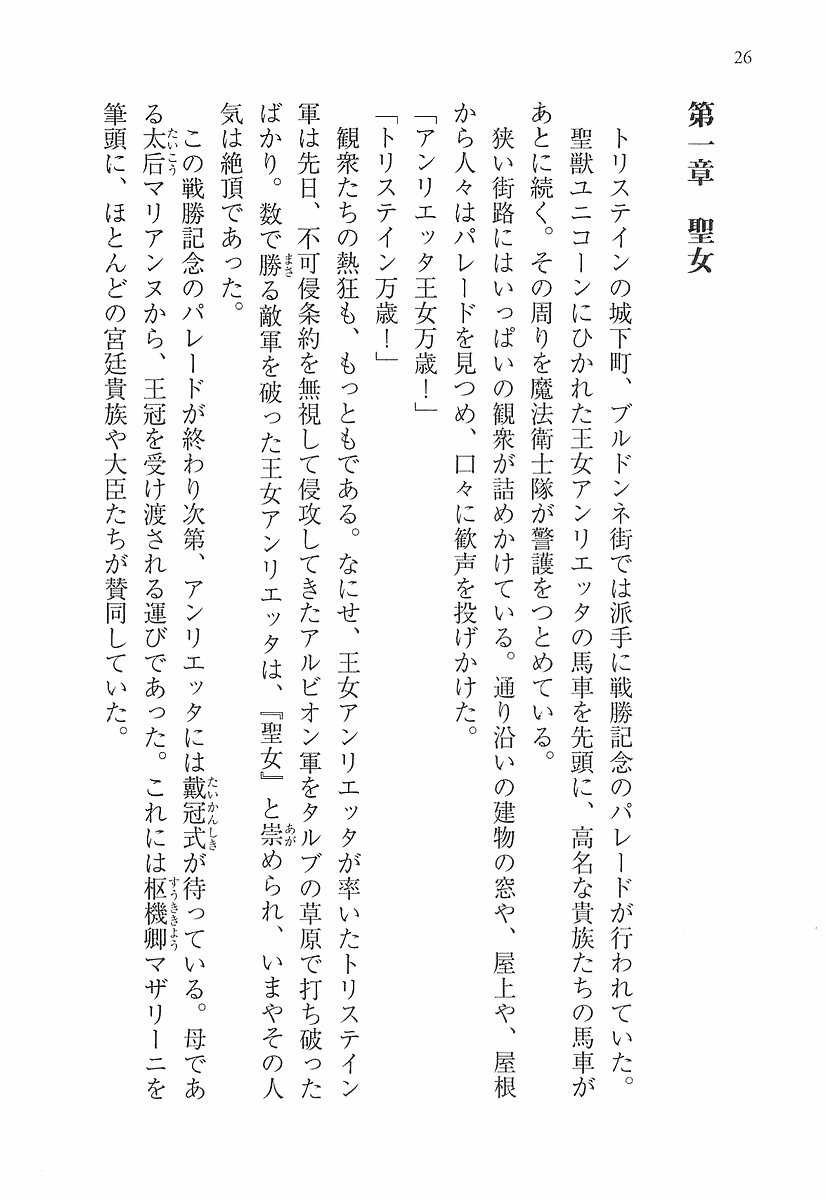 26
第一章　聖女
トリステインの城下町、ブルドンネ街では派手に戦勝記念のパレードが行われていた。
聖獣ユニコーンにひかれた王女アンリエッタの馬車を先頭に、高名な貴族たちの馬車が
あとに続く。その周りを魔法衛士隊が警護をつとめている。
狭い街路にはいっぱいの観衆が詰めかけている。通り沿いの建物の窓や、屋上や、屋根
から人々はパレードを見つめ、口々に歓声を投げかけた。
「アンリエッタ王女万歳！」
「トリステイン万歳！」
観衆たちの熱狂も、もっともである。なにせ、王女アンリエッタが率いたトリステイン
軍は先日、不可侵条約を無視して侵攻してきたアルビオン軍をタルブの草原で打ち破った
ばかり。数で勝る敵軍を破った王女アンリエッタは、『聖女』と崇められ、いまやその人
気は絶頂であった。
この戦勝記念のパレードが終わり次第、アンリエッタには戴冠式が待っている。母であ
る太后マリアンヌから、王冠を受け渡される運びであった。これには枢機卿マザリーニを
筆頭に、ほとんどの宮廷貴族や大臣たちが賛同していた。